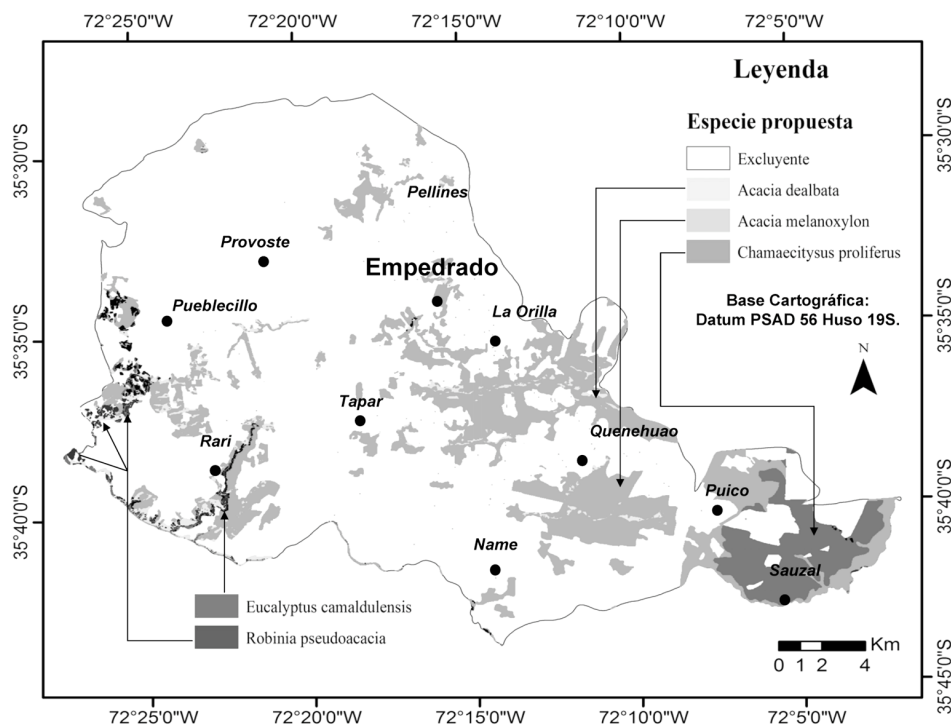 72°25'0"W 72°20'0"W 72°15'0"W 72°10'0"W 72°5'0"W
Leyenda
Especie propuesta
Excluyente
Acacia dealbata
Acacia melanoxylon
Chamaecitysus proliferus
Base Cartográfica:
Datum PSAD 56 Huso 19S.
N
35°30'0"S
35°35'0"S
35°40'0"S
35°30'0"S
35°35'0"S
35°40'0"S
35°45'0"S
Pellines
Provoste
Empedrado
Pueblecillo
La Orilla
Tapar
Quenehuao
Rari
Puico
Name
Sauzal
Eucalyptus camaldulensis
Robinia pseudoacacia
Km
0 1 2 4
72°25'0"W 72°20'0"W 72°15'0"W 72°10'0"W 72°5'0"W